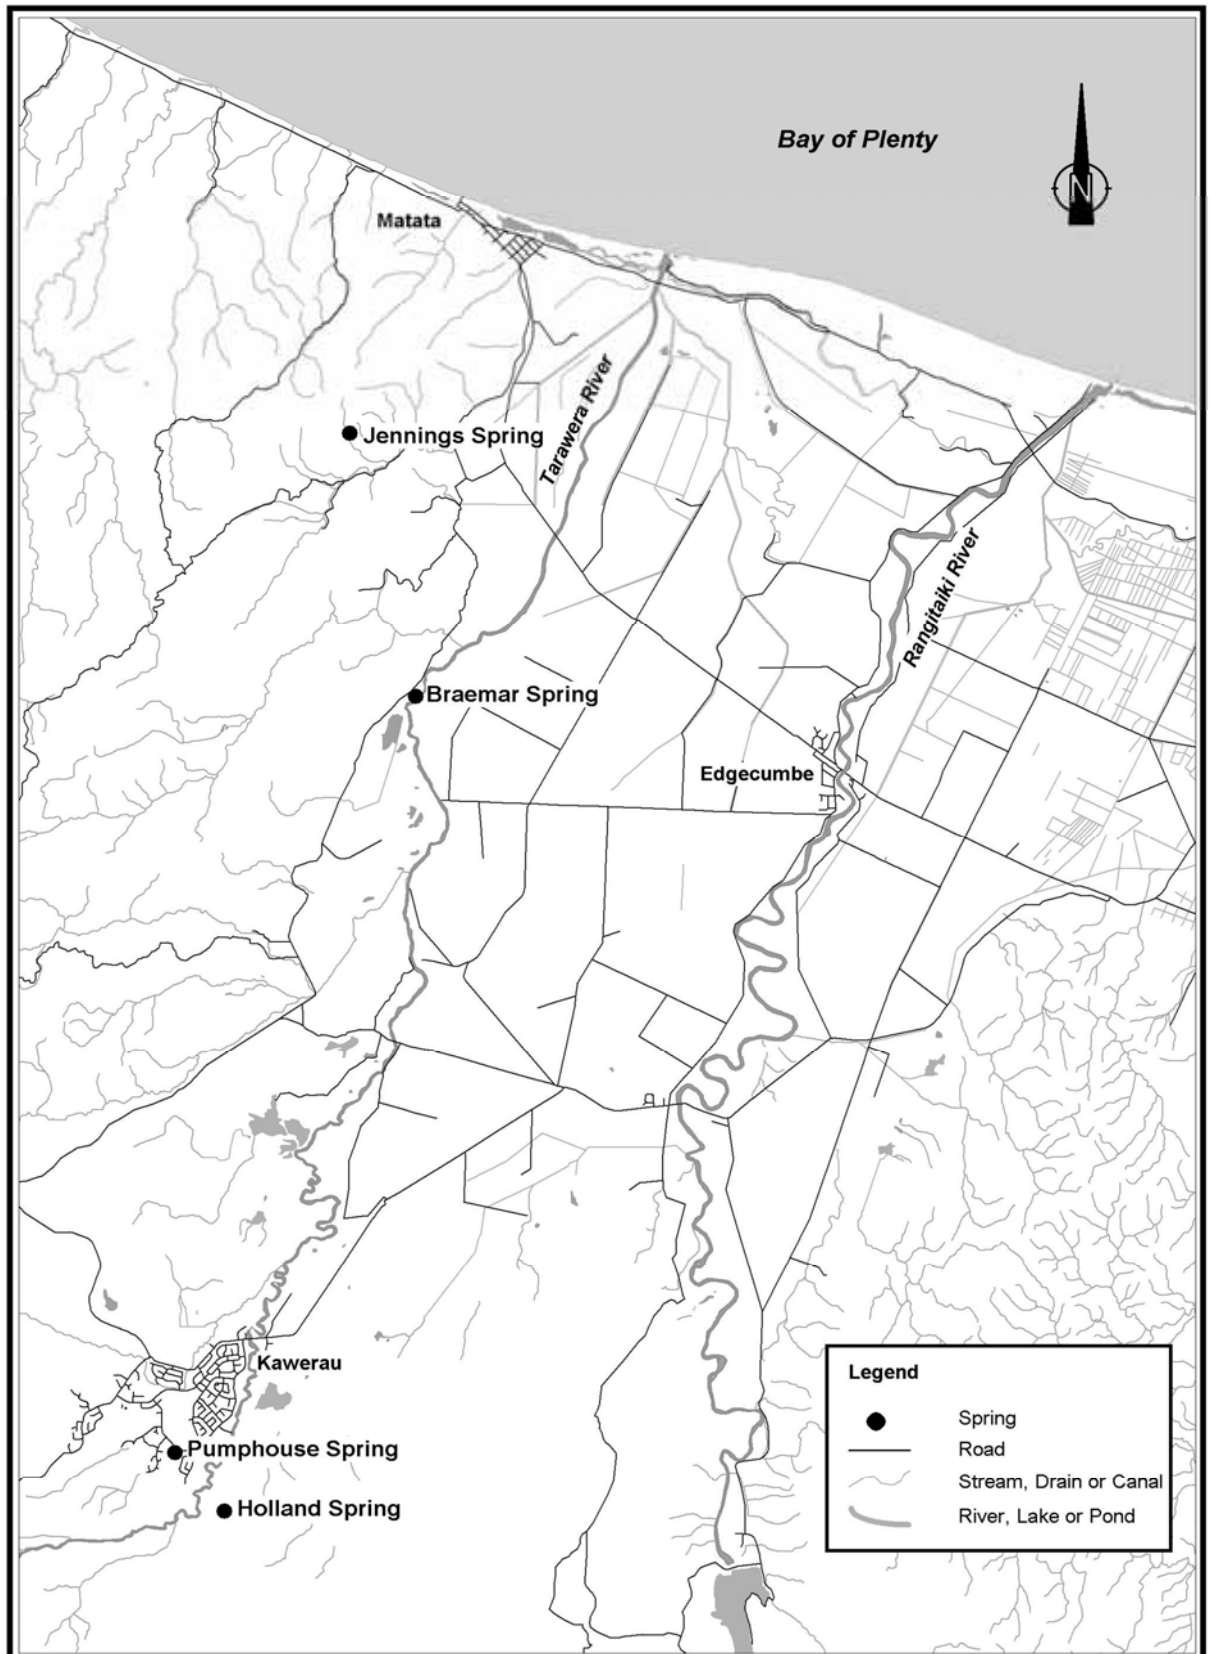 Bay of Plenty
N
Matata
Jennings Spring
Tarawera River
Rangitaiki River
Braemar Spring
Edgecumbe
Kawerau
Pumphouse Spring
Holland Spring
Legend
Spring
Road
Stream, Drain or Canal
River, Lake or Pond